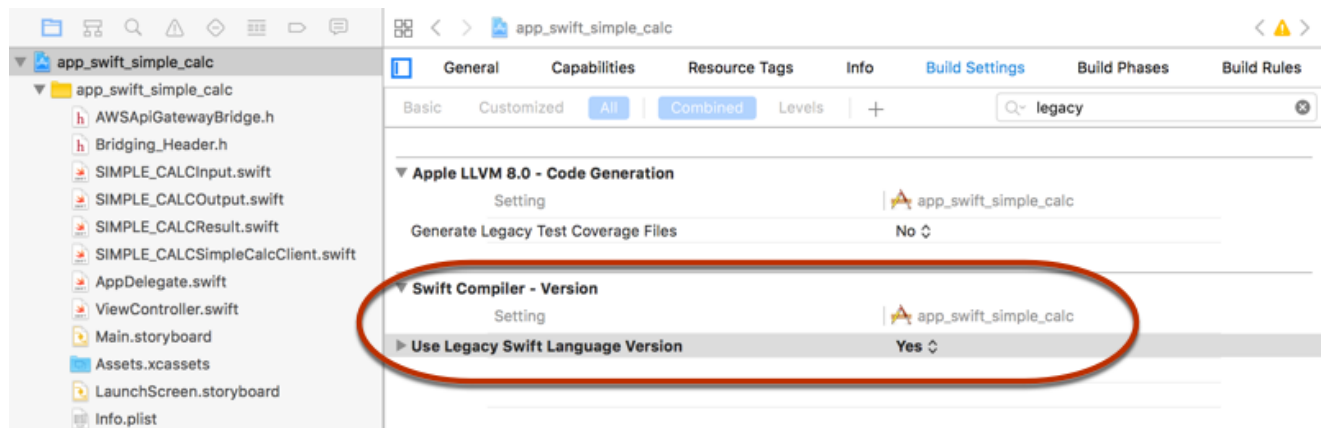 app_swift_simple_calc
app_swift_simple_calc
app_swift_simple_calc
AWSApiGatewayBridge.h
Bridging_Header.h
SIMPLE_CALCInput.swift
SIMPLE_CALCOutput.swift
SIMPLE_CALCResult.swift
SIMPLE_CALCSimpleCalcClient.swift
AppDelegate.swift
ViewController.swift
Main.storyboard
Assets.xcassets
LaunchScreen.storyboard
Info.plist
General Capabilities Resource Tags Info Build Settings Build Phases Build Rules
Basic Customized All Combined Levels + legacy
Apple LLVM 8.0 - Code Generation
Setting app_swift_simple_calc
Generate Legacy Test Coverage Files No
Swift Compiler - Version
Setting app_swift_simple_calc
Use Legacy Swift Language Version Yes